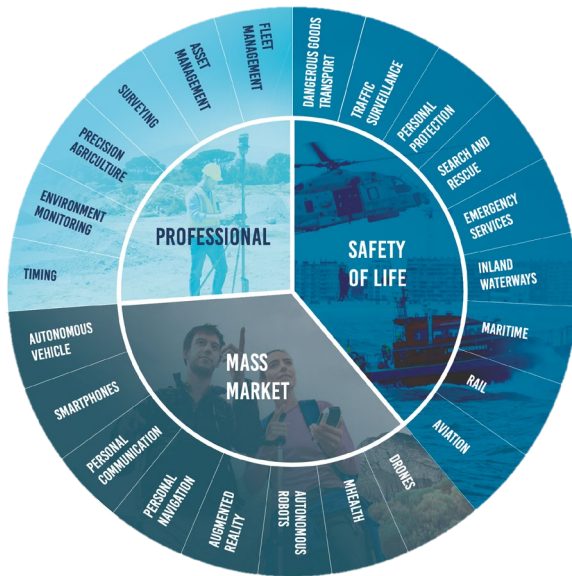 FLEET
MANAGEMENT
ASSET
MANAGEMENT
SURVEYING
PRECISION
AGRICULTURE
ENVIRONMENT
MONITORING
TIMING
PROFESSIONAL
DANGEROUS GOODS
TRANSPORT
TRAFFIC
SURVEILLANCE
PERSONAL
PROTECTION
SEARCH AND
RESCUE
EMERGENCY
SERVICES
INLAND
WATERWAYS
MARITIME
RAIL
AVIATION
SAFETY
OF LIFE
AUTONOMOUS
VEHICLE
SMARTPHONES
PERSONAL
COMMUNICATION
PERSONAL
NAVIGATION
AUGMENTED
REALITY
AUTONOMOUS
ROBOTS
MHEALTH
DRONES
MASS
MARKET